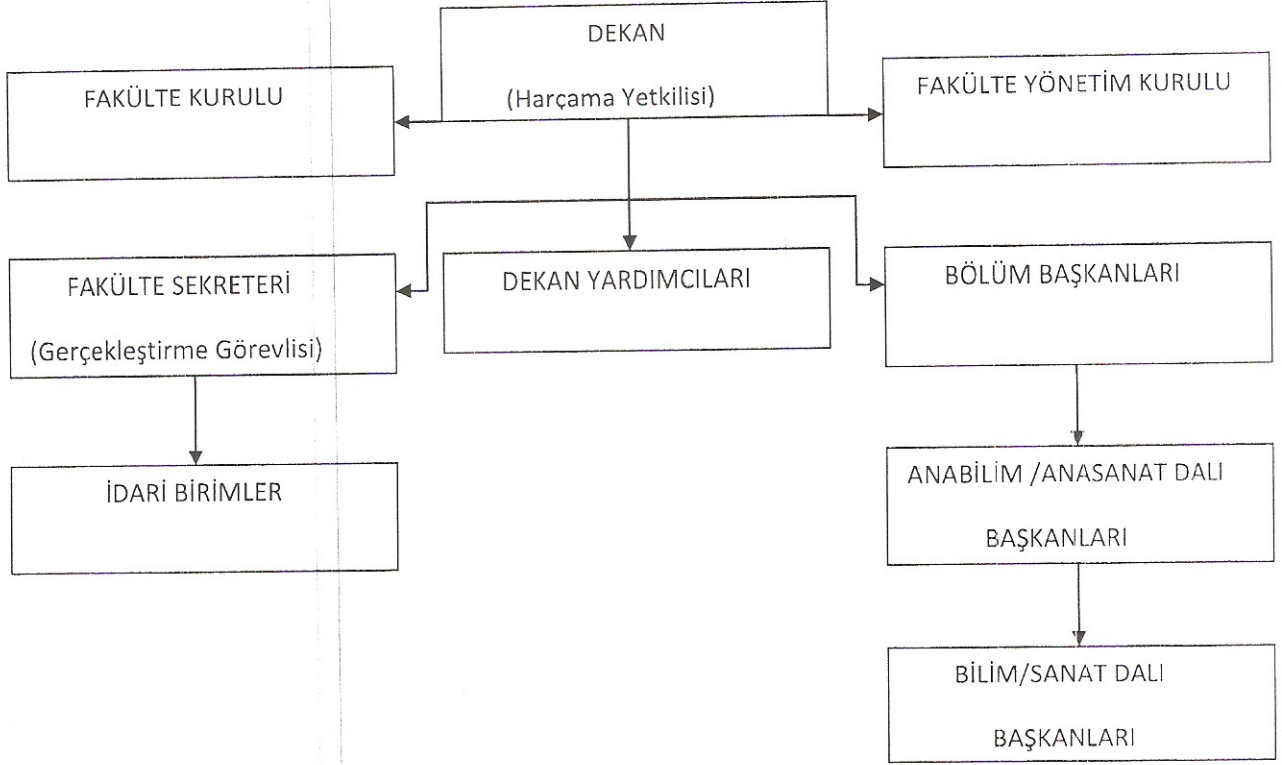 DEKAN
(Harçama Yetkilisi)
FAKÜLTE KURULU
FAKÜLTE YÖNETİM KURULU
FAKÜLTE SEKRETERİ
(Gerçekleştirme Görevlisi)
DEKAN YARDIMCILARI
BÖLÜM BAŞKANLARI
İDARİ BİRİMLER
ANABİLİM /ANASANAT DALI
BAŞKANLARI
BİLİM/SANAT DALI
BAŞKANLARI